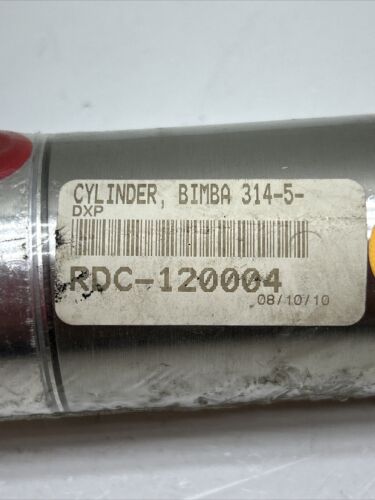 CYLINDER, BIMBA 314-5-
DXP
RDC-120004
08/10/10